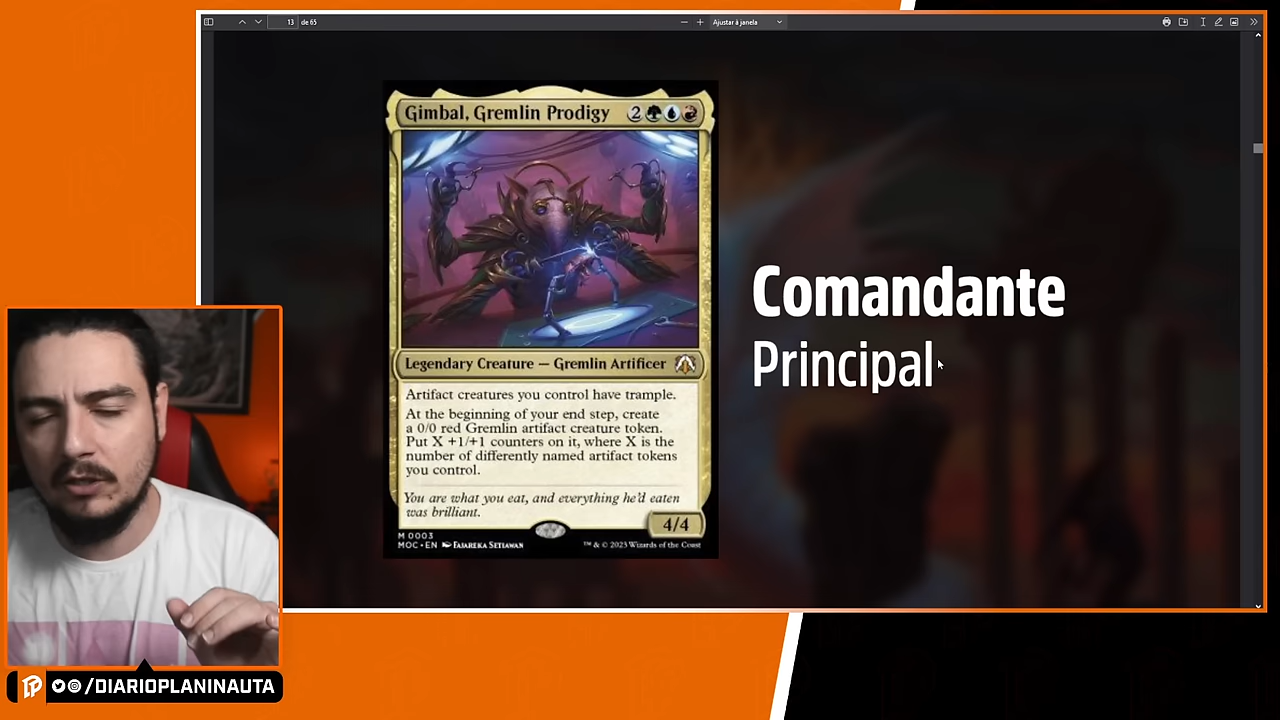 13 de 65
Ajustar à janela
Gimbal, Gremlin Prodigy 2
Legendary Creature — Gremlin Artificer
Artifact creatures you control have trample.
At the beginning of your end step, create
a 0/0 red Gremlin artifact creature token.
Put X +1/+1 counters on it, where X is the
number of differently named artifact tokens
you control.
You are what you eat, and everything he'd eaten
was brilliant.
4/4
M 0003
MOC • EN FAJAREKA SETIAWAN
™ & © 2023 Wizards of the Coast
Comandante
Principal
/DIARIOPLANINAUTA